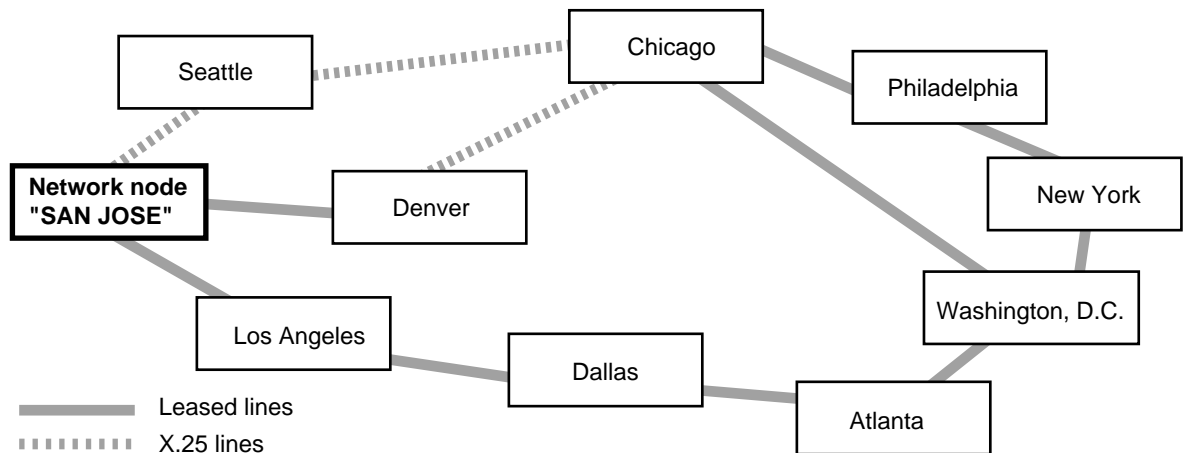 Chicago
Seattle
Philadelphia
Network node
"SAN JOSE"
Denver
New York
Washington, D.C.
Los Angeles
Dallas
Atlanta
Leased lines
X.25 lines